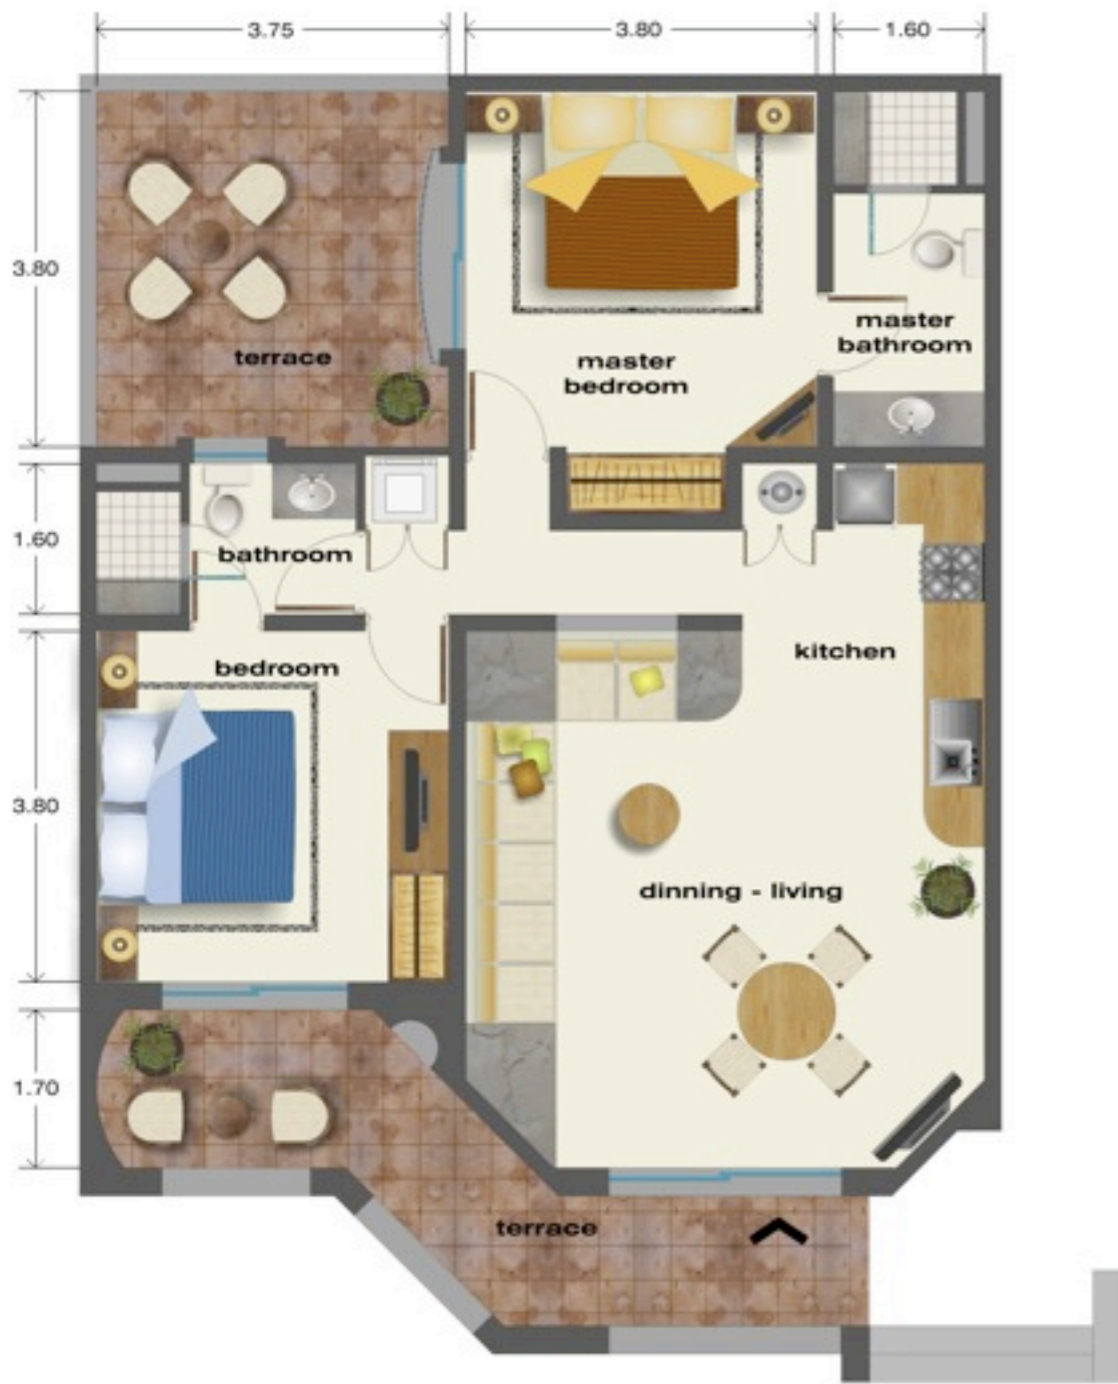 3.75
3.80
1.60
3.80
terrace
master
bedroom
master
bathroom
1.60
bathroom
bedroom
kitchen
3.80
dinning - living
1.70
terrace